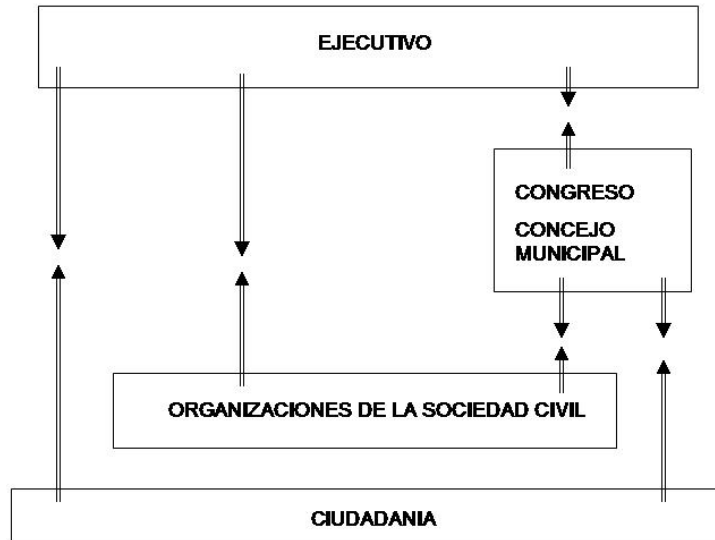 EJECUTIVO
CONGRESO
CONCEJO
MUNICIPAL
ORGANIZACIONES DE LA SOCIEDAD CIVIL
CIUDADANIA